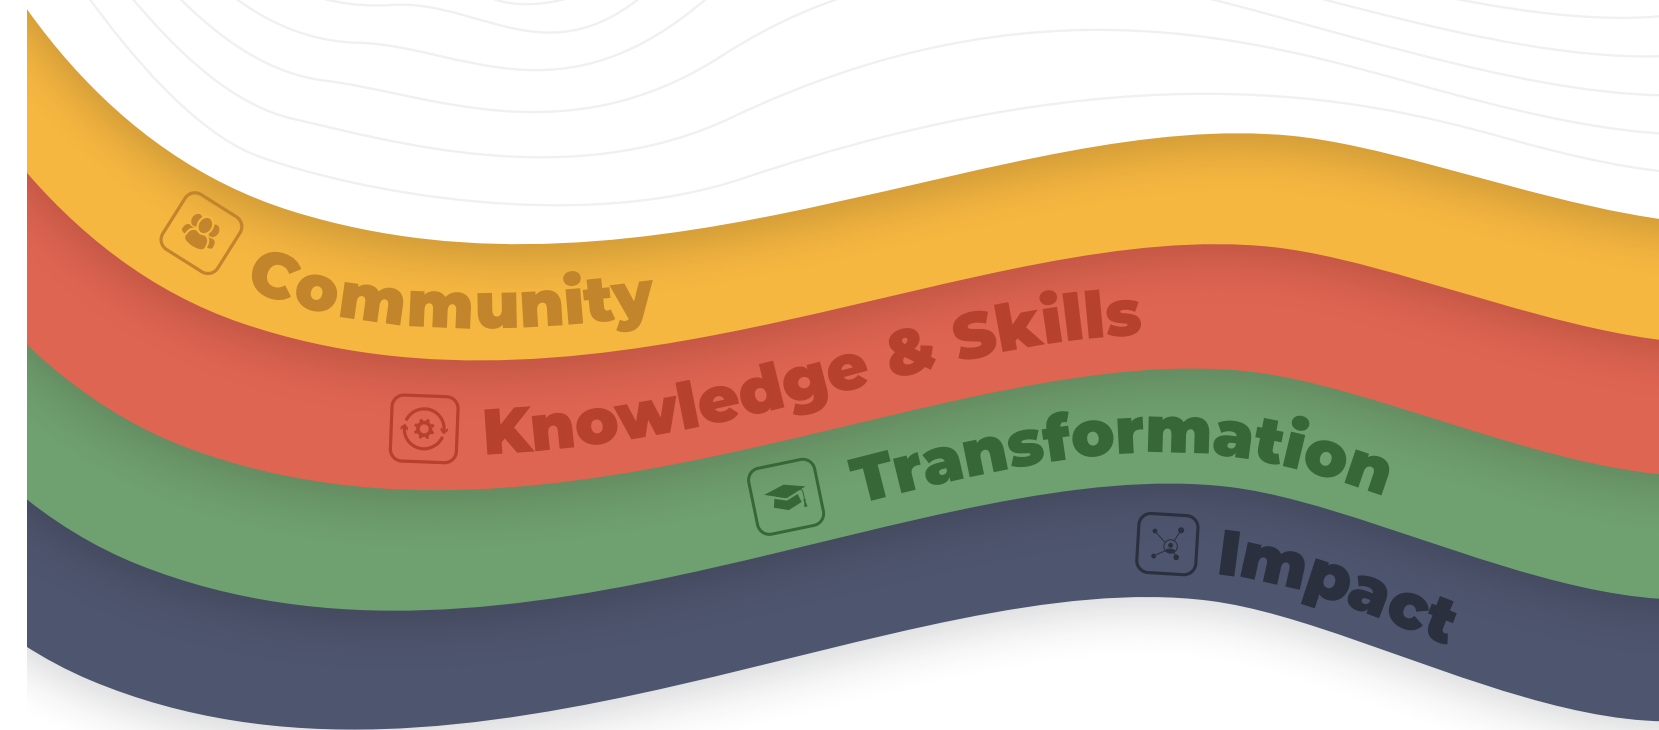 Community
Knowledge & Skills
Transformation
Impact